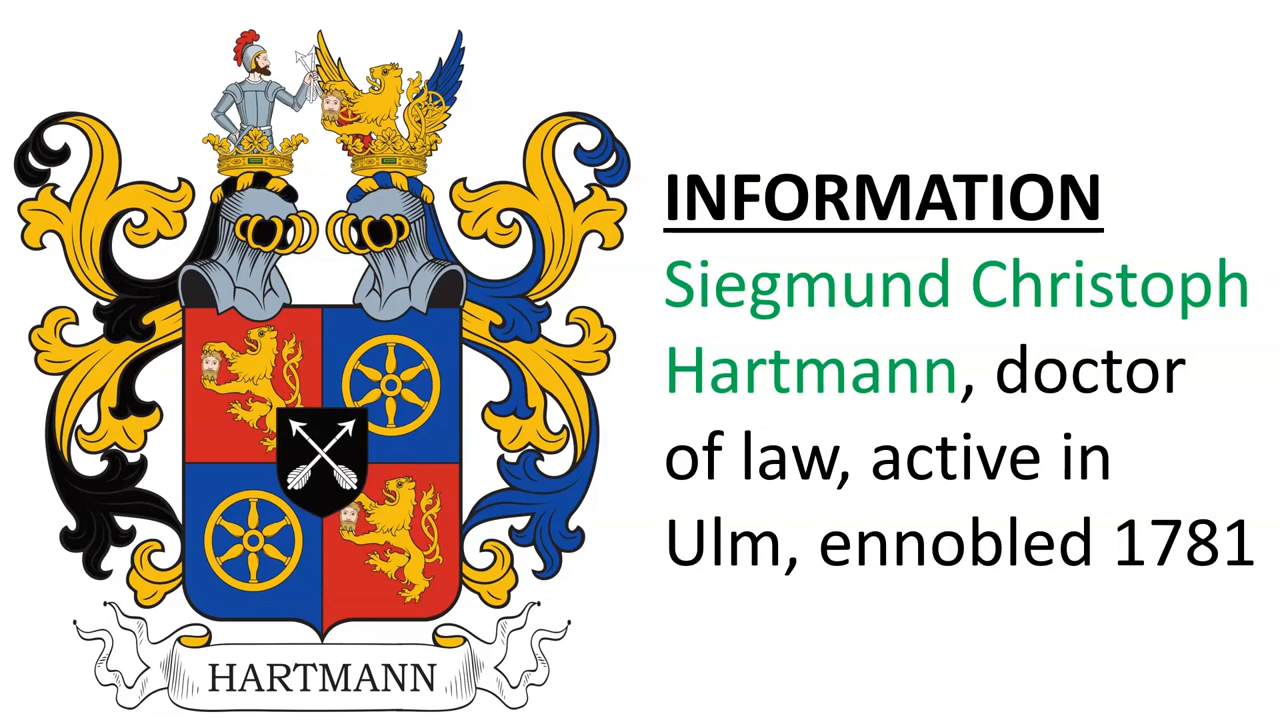 INFORMATION
Siegmund Christoph
Hartmann, doctor
of law, active in
Ulm, ennobled 1781
HARTMANN